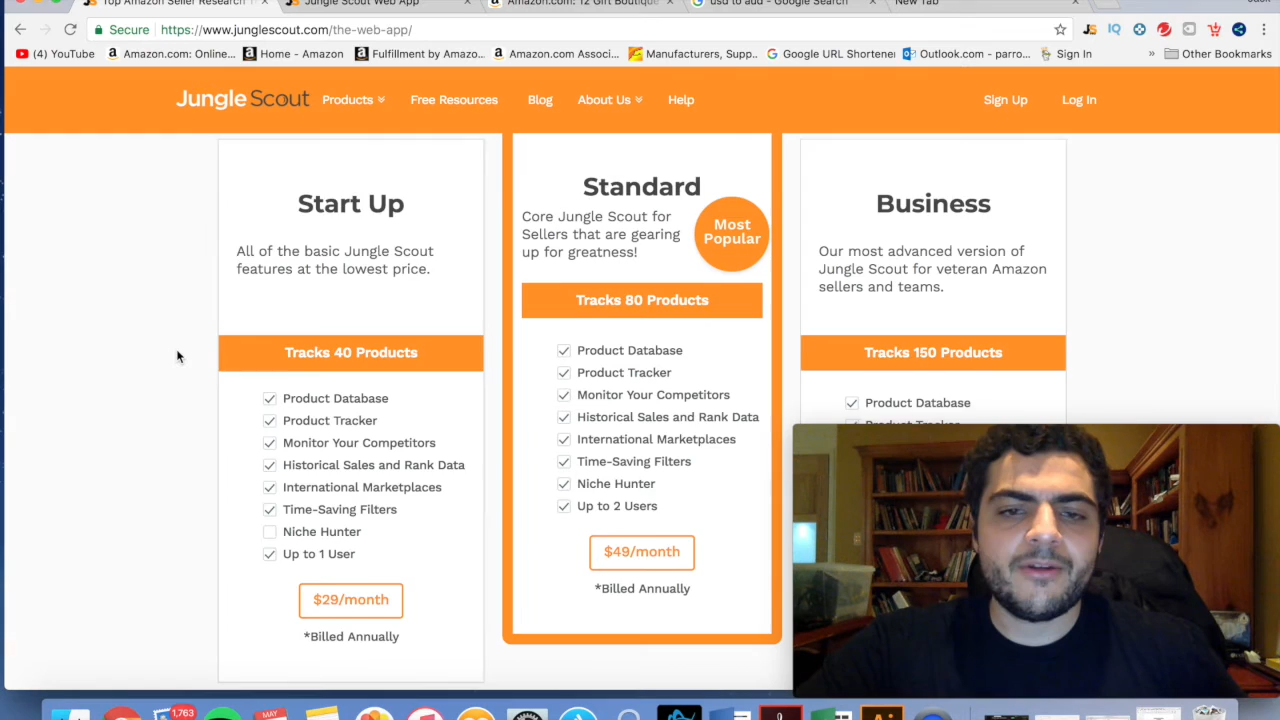 Top Amazon Seller Research
Jungle Scout Web App
Amazon.com: 12 Gift Boutique
usd to aud - Google Search
New Tab
Secure
https://www.junglescout.com/the-web-app/
YouTube
Amazon.com: Online...
Home - Amazon
Fulfillment by Amazo...
Amazon.com Associ...
Manufacturers, Supp..
Google URL Shortener
Outlook.com - parro...
Sign In
»
Other Bookmarks
Jungle Scout
Products
Free Resources
Blog
About Us
Help
Sign Up
Log In
Start Up
All of the basic Jungle Scout
features at the lowest price.
Tracks 40 Products
Product Database
Product Tracker
Monitor Your Competitors
Historical Sales and Rank Data
International Marketplaces
Time-Saving Filters
Niche Hunter
Up to 1 User
$29/month
*Billed Annually
Standard
Core Jungle Scout for
Sellers that are gearing
up for greatness!
Most
Popular
Tracks 80 Products
Product Database
Product Tracker
Monitor Your Competitors
Historical Sales and Rank Data
International Marketplaces
Time-Saving Filters
Niche Hunter
Up to 2 Users
$49/month
*Billed Annually
Business
Our most advanced version of
Jungle Scout for veteran Amazon
sellers and teams.
Tracks 150 Products
Product Database
Product Tracker
1,763
MAY